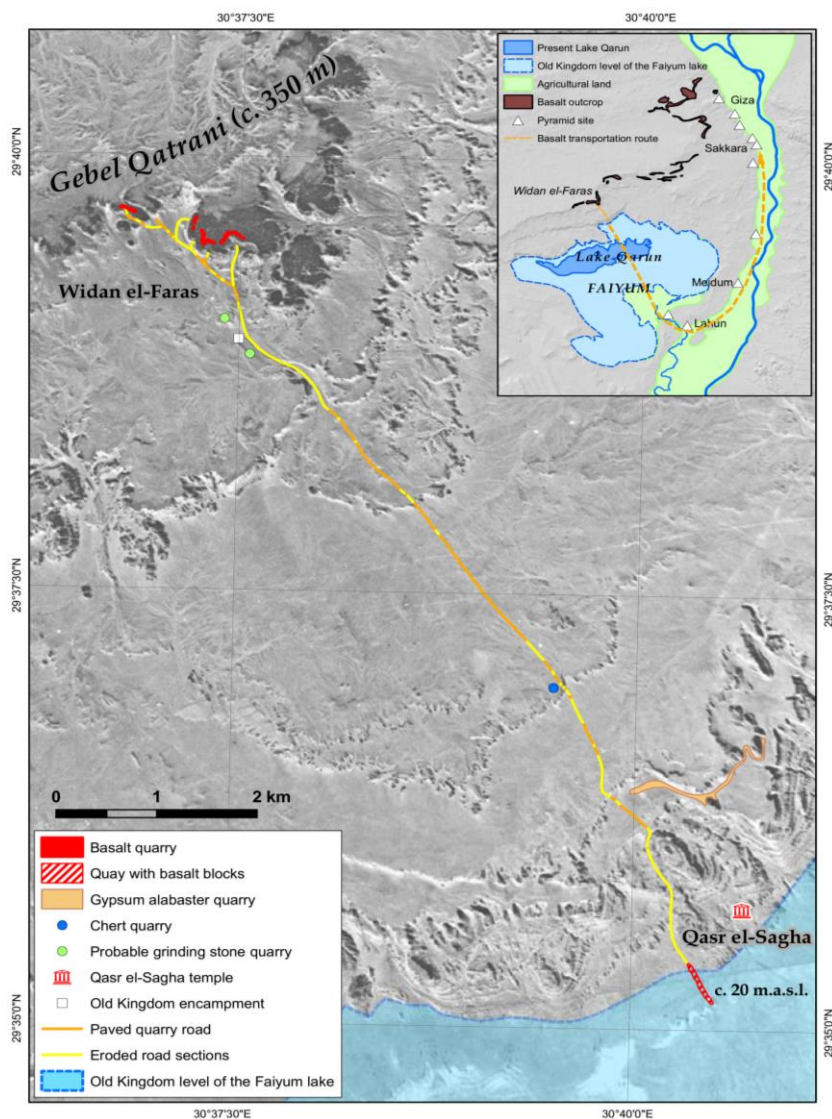 30°37'30"E
30°40'0"E
Present Lake Qarun
Old Kingdom level of the Faiyum lake
Agricultural land
Basalt outcrop
Pyramid site
Basalt transportation route
Giza
Sakkara
Widan el-Faras
Lake Qarun
FAIYUM
Meidum
Lahun
29°40'0"N
29°40'0"N
Gebel Qatrani (c. 350 m)
Widan el-Faras
29°37'30"N
29°37'30"N
0
1
2 km
Basalt quarry
Quay with basalt blocks
Gypsum alabaster quarry
Chert quarry
Probable grinding stone quarry
Qasr el-Sagha temple
Old Kingdom encampment
Paved quarry road
Eroded road sections
Old Kingdom level of the Faiyum lake
Qasr el-Sagha
c. 20 m.a.s.l.
29°35'0"N
29°35'0"N
30°37'30"E
30°40'0"E